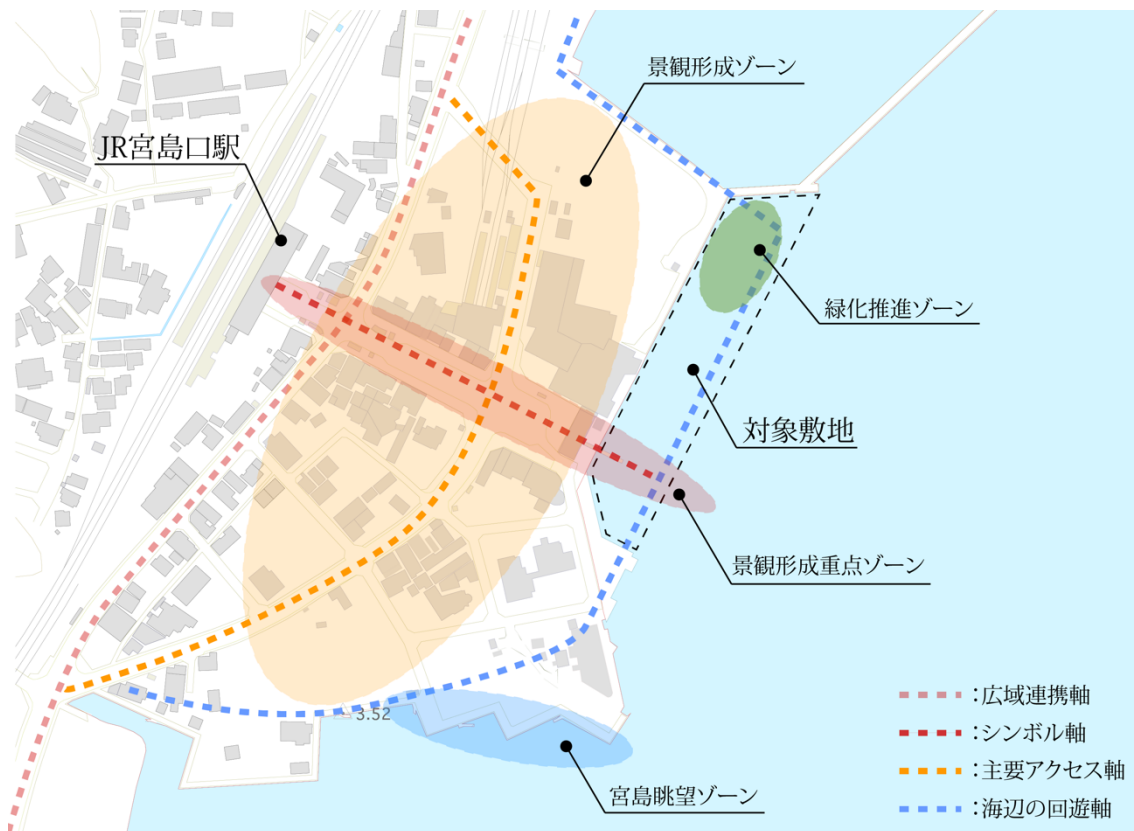 景観形成ゾーン
JR宮島口駅
緑化推進ゾーン
対象敷地
景観形成重点ゾーン
3.52
宮島眺望ゾーン
:広域連携軸
:シンボル軸
:主要アクセス軸
:海辺の回遊軸